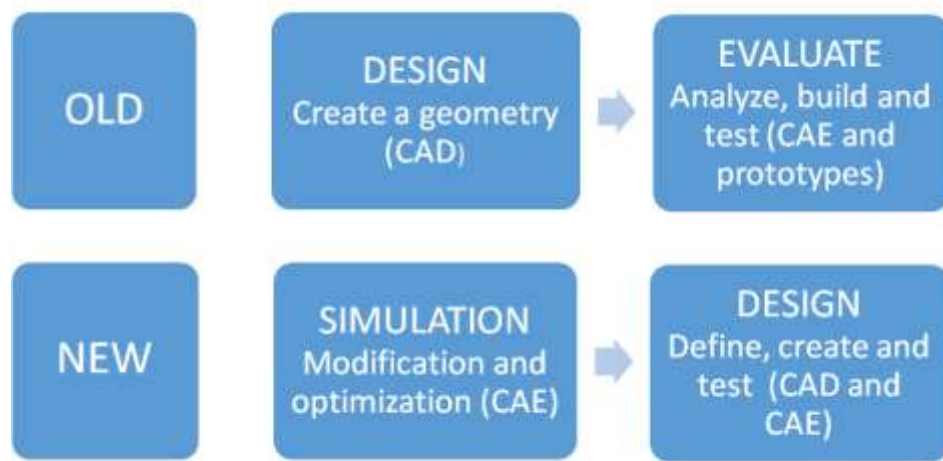 OLD
DESIGN
Create a geometry
(CAD)
EVALUATE
Analyze, build and
test (CAE and
prototypes)
NEW
SIMULATION
Modification and
optimization (CAE)
DESIGN
Define, create and
test (CAD and
CAE)